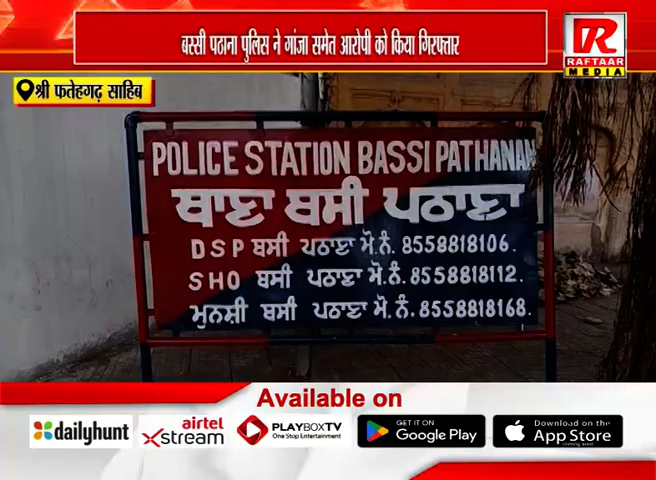 बस्सी पठाना पुलिस ने गांजा समेत आरोपी को किया गिरफ्तार
R
RAFTAAR
MEDIA
श्री फतेहगढ़ साहिब
POLICE STATION BASSI PATHANAN
ਥਾਣਾ ਬਸੀ ਪਠਾਣਾ
DSP ਬਸੀ ਪਠਾਣਾ ਮੋ.ਨੰ. 8558818106.
SHO ਬਸੀ ਪਠਾਣਾ ਮੋ.ਨੰ. 8558818112.
ਮੁਨਸ਼ੀ ਬਸੀ ਪਠਾਣਾ ਮੋ.ਨੰ. 8558818168.
Available on
dailyhunt
airtel
Xstream
PLAYBOXTV
One Stop Entertainment
GET IT ON
Google Play
Download on the
App Store